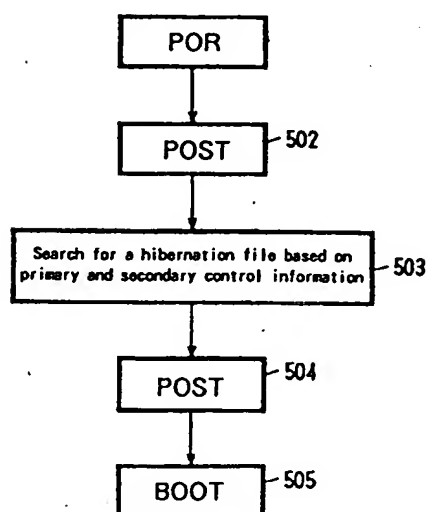 POR
POST 502
Search for a hibernation file based on
primary and secondary control information 503
POST 504
BOOT 505